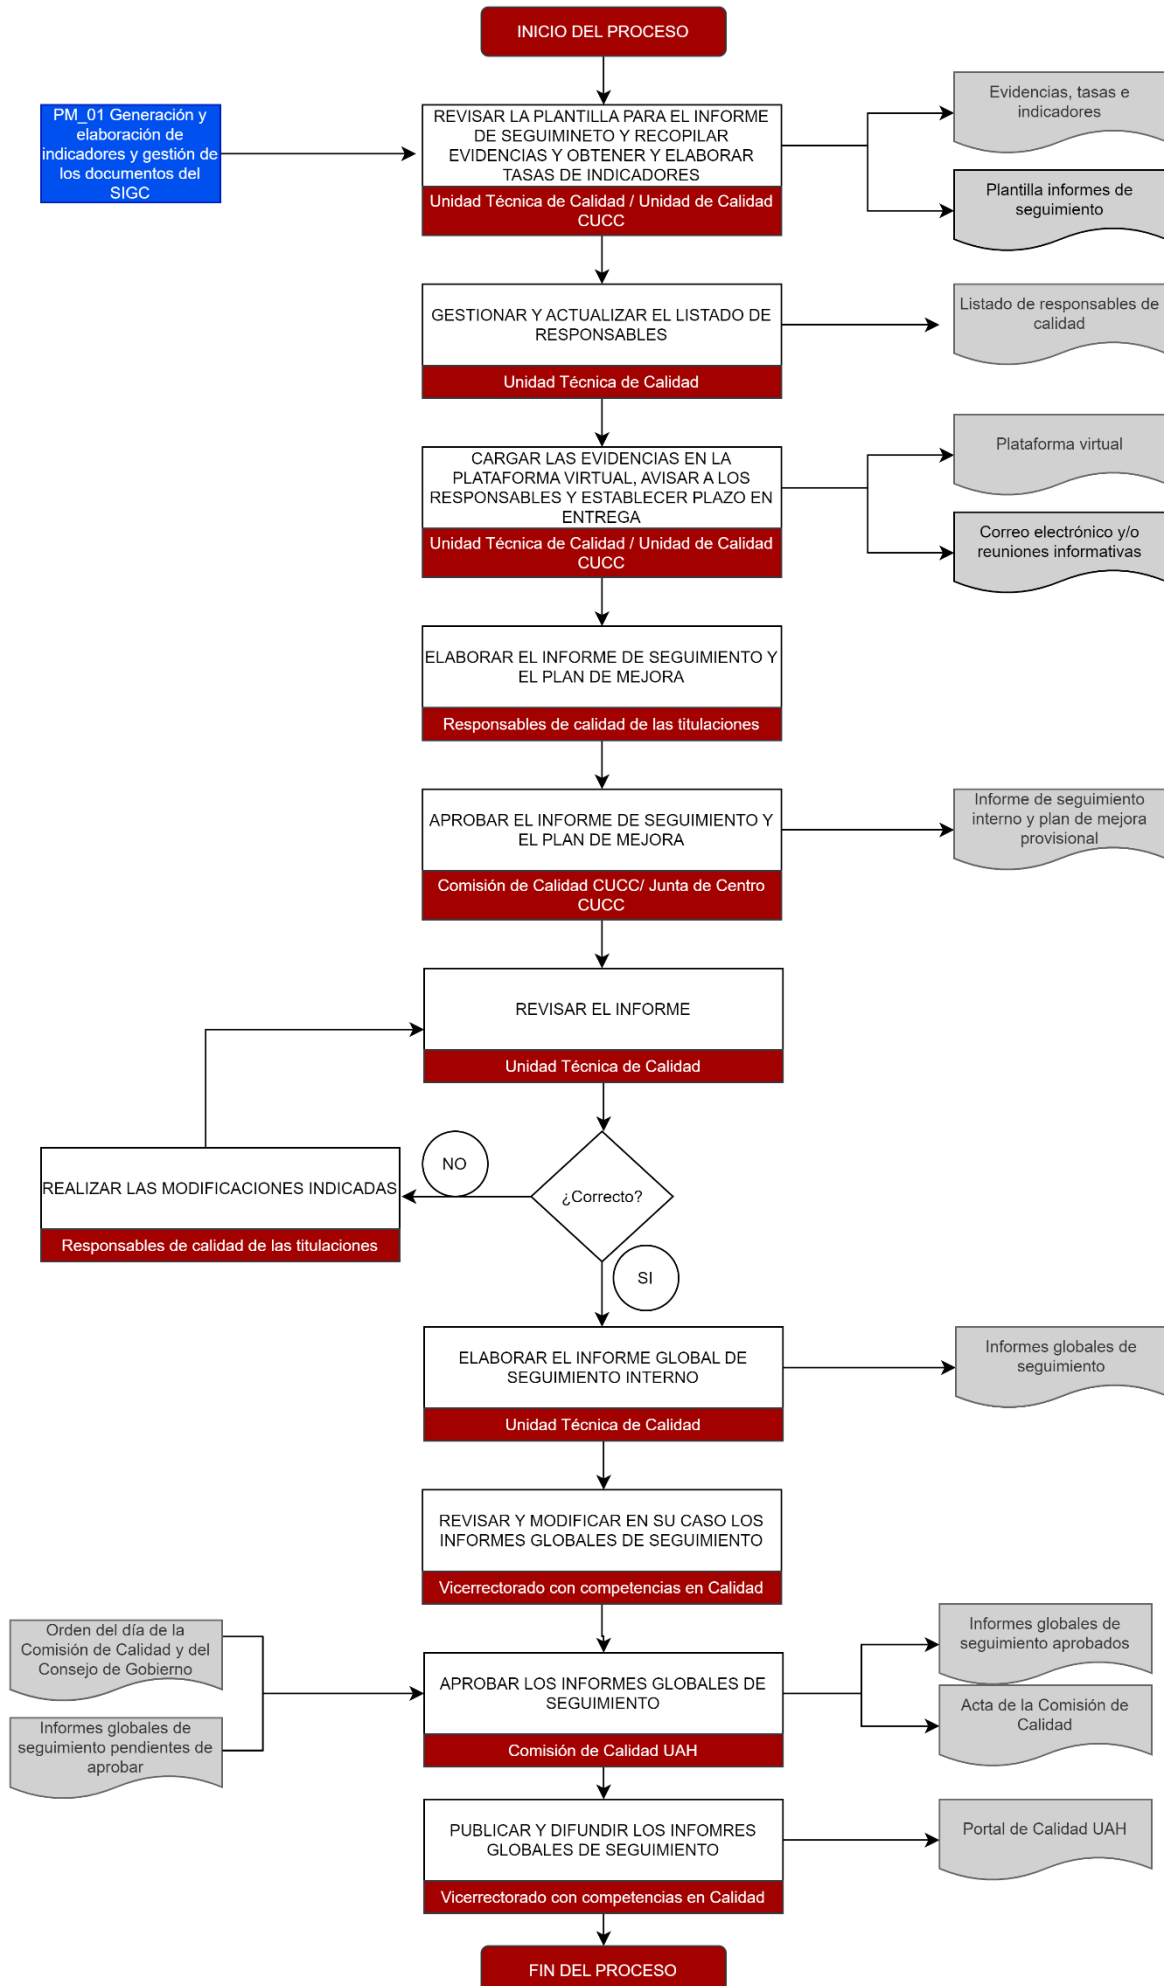 INICIO DEL PROCESO
PM_01 Generación y
elaboración de
indicadores y gestión de
los documentos del
SIGC
REVISAR LA PLANTILLA PARA EL INFORME
DE SEGUIMINETO Y RECOPILAR
EVIDENCIAS Y OBTENER Y ELABORAR
TASAS DE INDICADORES
Unidad Técnica de Calidad / Unidad de Calidad
CUCC
Evidencias, tasas e
indicadores
Plantilla informes de
seguimiento
GESTIONAR Y ACTUALIZAR EL LISTADO DE
RESPONSABLES
Unidad Técnica de Calidad
Listado de responsables de
calidad
CARGAR LAS EVIDENCIAS EN LA
PLATAFORMA VIRTUAL, AVISAR A LOS
RESPONSABLES Y ESTABLECER PLAZO EN
ENTREGA
Unidad Técnica de Calidad / Unidad de Calidad
CUCC
Plataforma virtual
Correo electrónico y/o
reuniones informativas
ELABORAR EL INFORME DE SEGUIMIENTO Y
EL PLAN DE MEJORA
Responsables de calidad de las titulaciones
APROBAR EL INFORME DE SEGUIMIENTO Y
EL PLAN DE MEJORA
Comisión de Calidad CUCC/ Junta de Centro
CUCC
Informe de seguimiento
interno y plan de mejora
provisional
REVISAR EL INFORME
Unidad Técnica de Calidad
¿Correcto?
NO
REALIZAR LAS MODIFICACIONES INDICADAS
Responsables de calidad de las titulaciones
SI
ELABORAR EL INFORME GLOBAL DE
SEGUIMIENTO INTERNO
Unidad Técnica de Calidad
Informes globales de
seguimiento
REVISAR Y MODIFICAR EN SU CASO LOS
INFORMES GLOBALES DE SEGUIMIENTO
Vicerrectorado con competencias en Calidad
Orden del día de la
Comisión de Calidad y del
Consejo de Gobierno
Informes globales de
seguimiento pendientes de
aprobar
APROBAR LOS INFORMES GLOBALES DE
SEGUIMIENTO
Comisión de Calidad UAH
Informes globales de
seguimiento aprobados
Acta de la Comisión de
Calidad
PUBLICAR Y DIFUNDIR LOS INFOMRES
GLOBALES DE SEGUIMIENTO
Vicerrectorado con competencias en Calidad
Portal de Calidad UAH
FIN DEL PROCESO